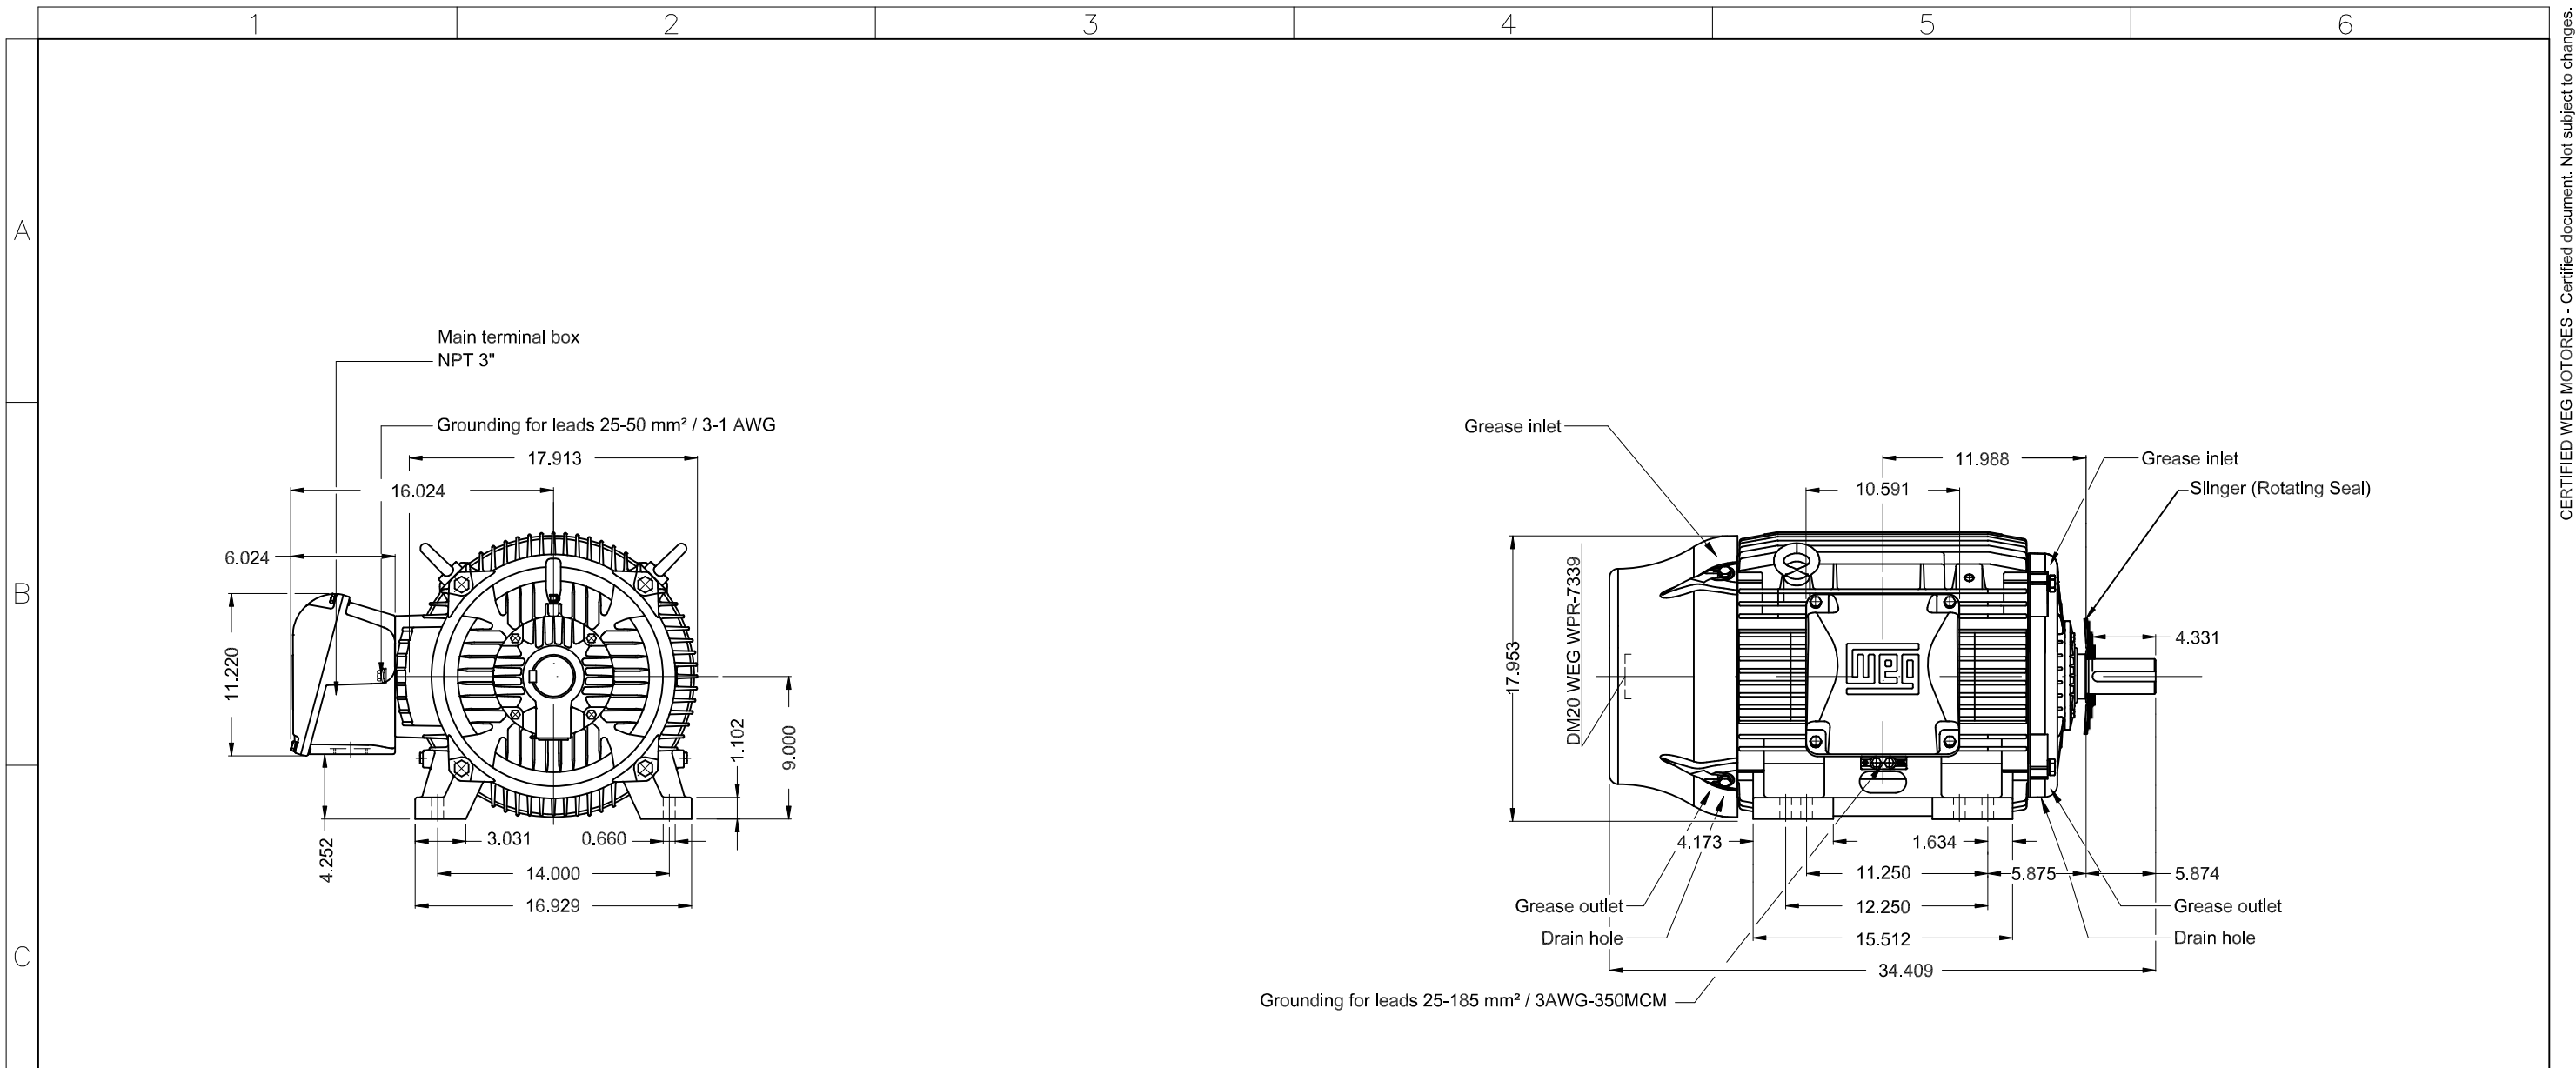 1 2 3 4 5 6
CERTIFIED WEG MOTORES - Certified document. Not subject to changes.
A
B
C
Main terminal box
NPT 3"
Grounding for leads 25-50 mm² / 3-1 AWG
17.913
16.024
6.024
11.220
4.252
1.102
9.000
3.031
0.660
14.000
16.929
Grease inlet
11.988
Grease inlet
10.591
Slinger (Rotating Seal)
17.953
DM20 WEG WPR-7339
weg
4.331
4.173
1.634
11.250
5.875
5.874
Grease outlet
12.250
Grease outlet
Drain hole
15.512
Drain hole
34.409
Grounding for leads 25-185 mm² / 3AWG-350MCM